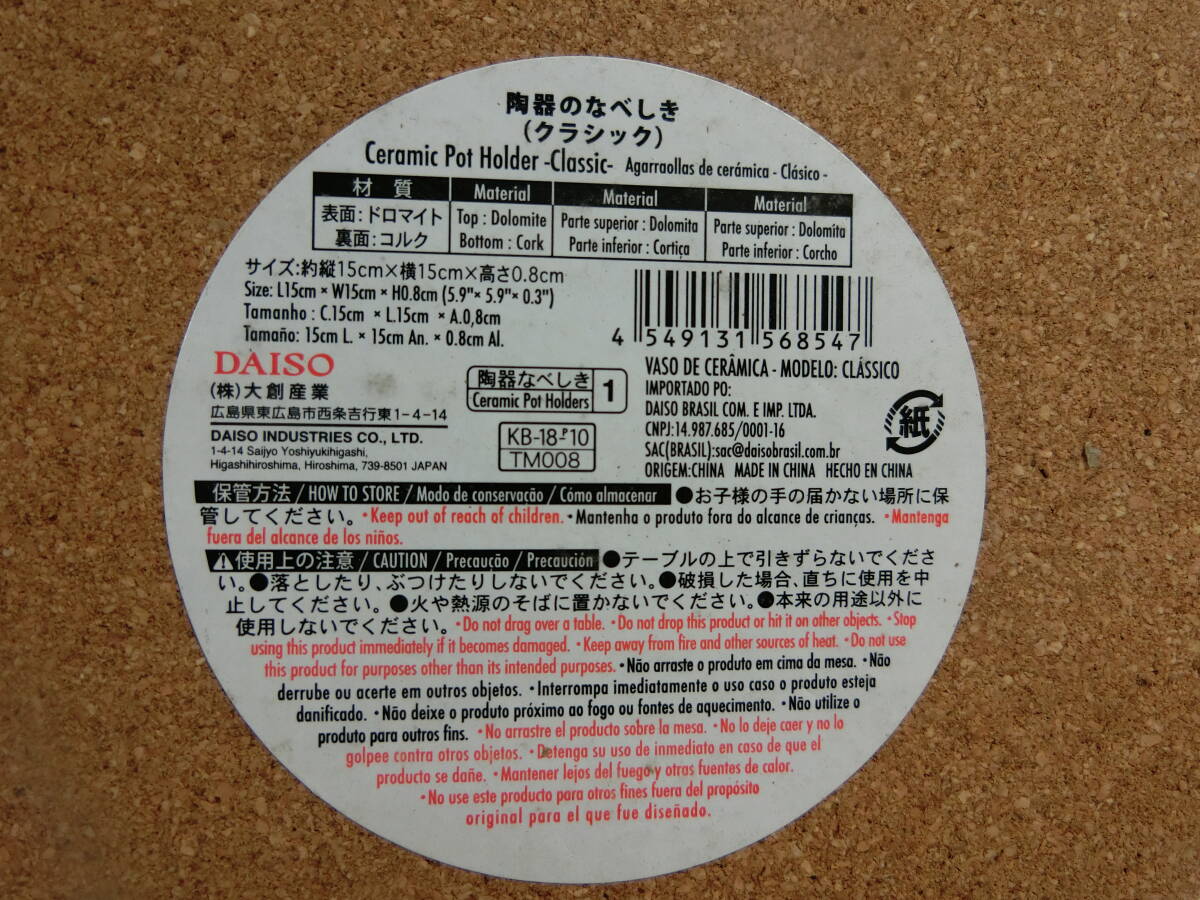 陶器のなべしき
(クラシック)
Ceramic Pot Holder -Classic- Agarraollas de cerámica - Clásico -
材 質 Material Material Material
表面:ドロマイト Top : Dolomite Parte superior : Dolomita Parte superior : Dolomita
裏面:コルク Bottom : Cork Parte inferior : Cortiça Parte inferior : Corcho
サイズ:約縦15cm×横15cm×高さ0.8cm
Size: L15cm × W15cm × H0.8cm (5.9"× 5.9"× 0.3")
Tamanho : C.15cm × L.15cm × A.0,8cm
Tamaño: 15cm L. × 15cm An. × 0.8cm Al.
4 549131 568547
DAISO
(株)大創産業
広島県東広島市西条吉行東1-4-14
DAISO INDUSTRIES CO., LTD.
1-4-14 Saijyo Yoshiyukihigashi,
Higashihiroshima, Hiroshima, 739-8501 JAPAN
陶器なべしき 1
Ceramic Pot Holders
KB-18-P10
TM008
VASO DE CERÂMICA - MODELO: CLÁSSICO
IMPORTADO PO:
DAISO BRASIL COM. E IMP. LTDA.
CNPJ:14.987.685/0001-16
SAC(BRASIL):sac@daisobrasil.com.br
ORIGEM:CHINA MADE IN CHINA HECHO EN CHINA
紙
保管方法 / HOW TO STORE / Modo de conservação / Cómo almacenar ●お子様の手の届かない場所に保
管してください。・Keep out of reach of children. ・Mantenha o produto fora do alcance de crianças. ・Mantenga
fuera del alcance de los niños.
⚠使用上の注意 / CAUTION / Precaução / Precaución ●テーブルの上で引きずらないでくださ
い。●落としたり、ぶつけたりしないでください。●破損した場合、直ちに使用を中
止してください。●火や熱源のそばに置かないでください。●本来の用途以外に
使用しないでください。・Do not drag over a table. ・Do not drop this product or hit it on other objects. ・Stop
using this product immediately if it becomes damaged. ・Keep away from fire and other sources of heat. ・Do not use
this product for purposes other than its intended purposes. ・Não arraste o produto em cima da mesa. ・Não
derrube ou acerte em outros objetos. ・Interrompa imediatamente o uso caso o produto esteja
danificado. ・Não deixe o produto próximo ao fogo ou fontes de aquecimento. ・Não utilize o
produto para outros fins. ・No arrastre el producto sobre la mesa. ・No lo deje caer y no lo
golpee contra otros objetos. ・Detenga su uso de inmediato en caso de que el
producto se dañe. ・Mantener lejos del fuego y otras fuentes de calor.
・No use este producto para otros fines fuera del propósito
original para el que fue diseñado.